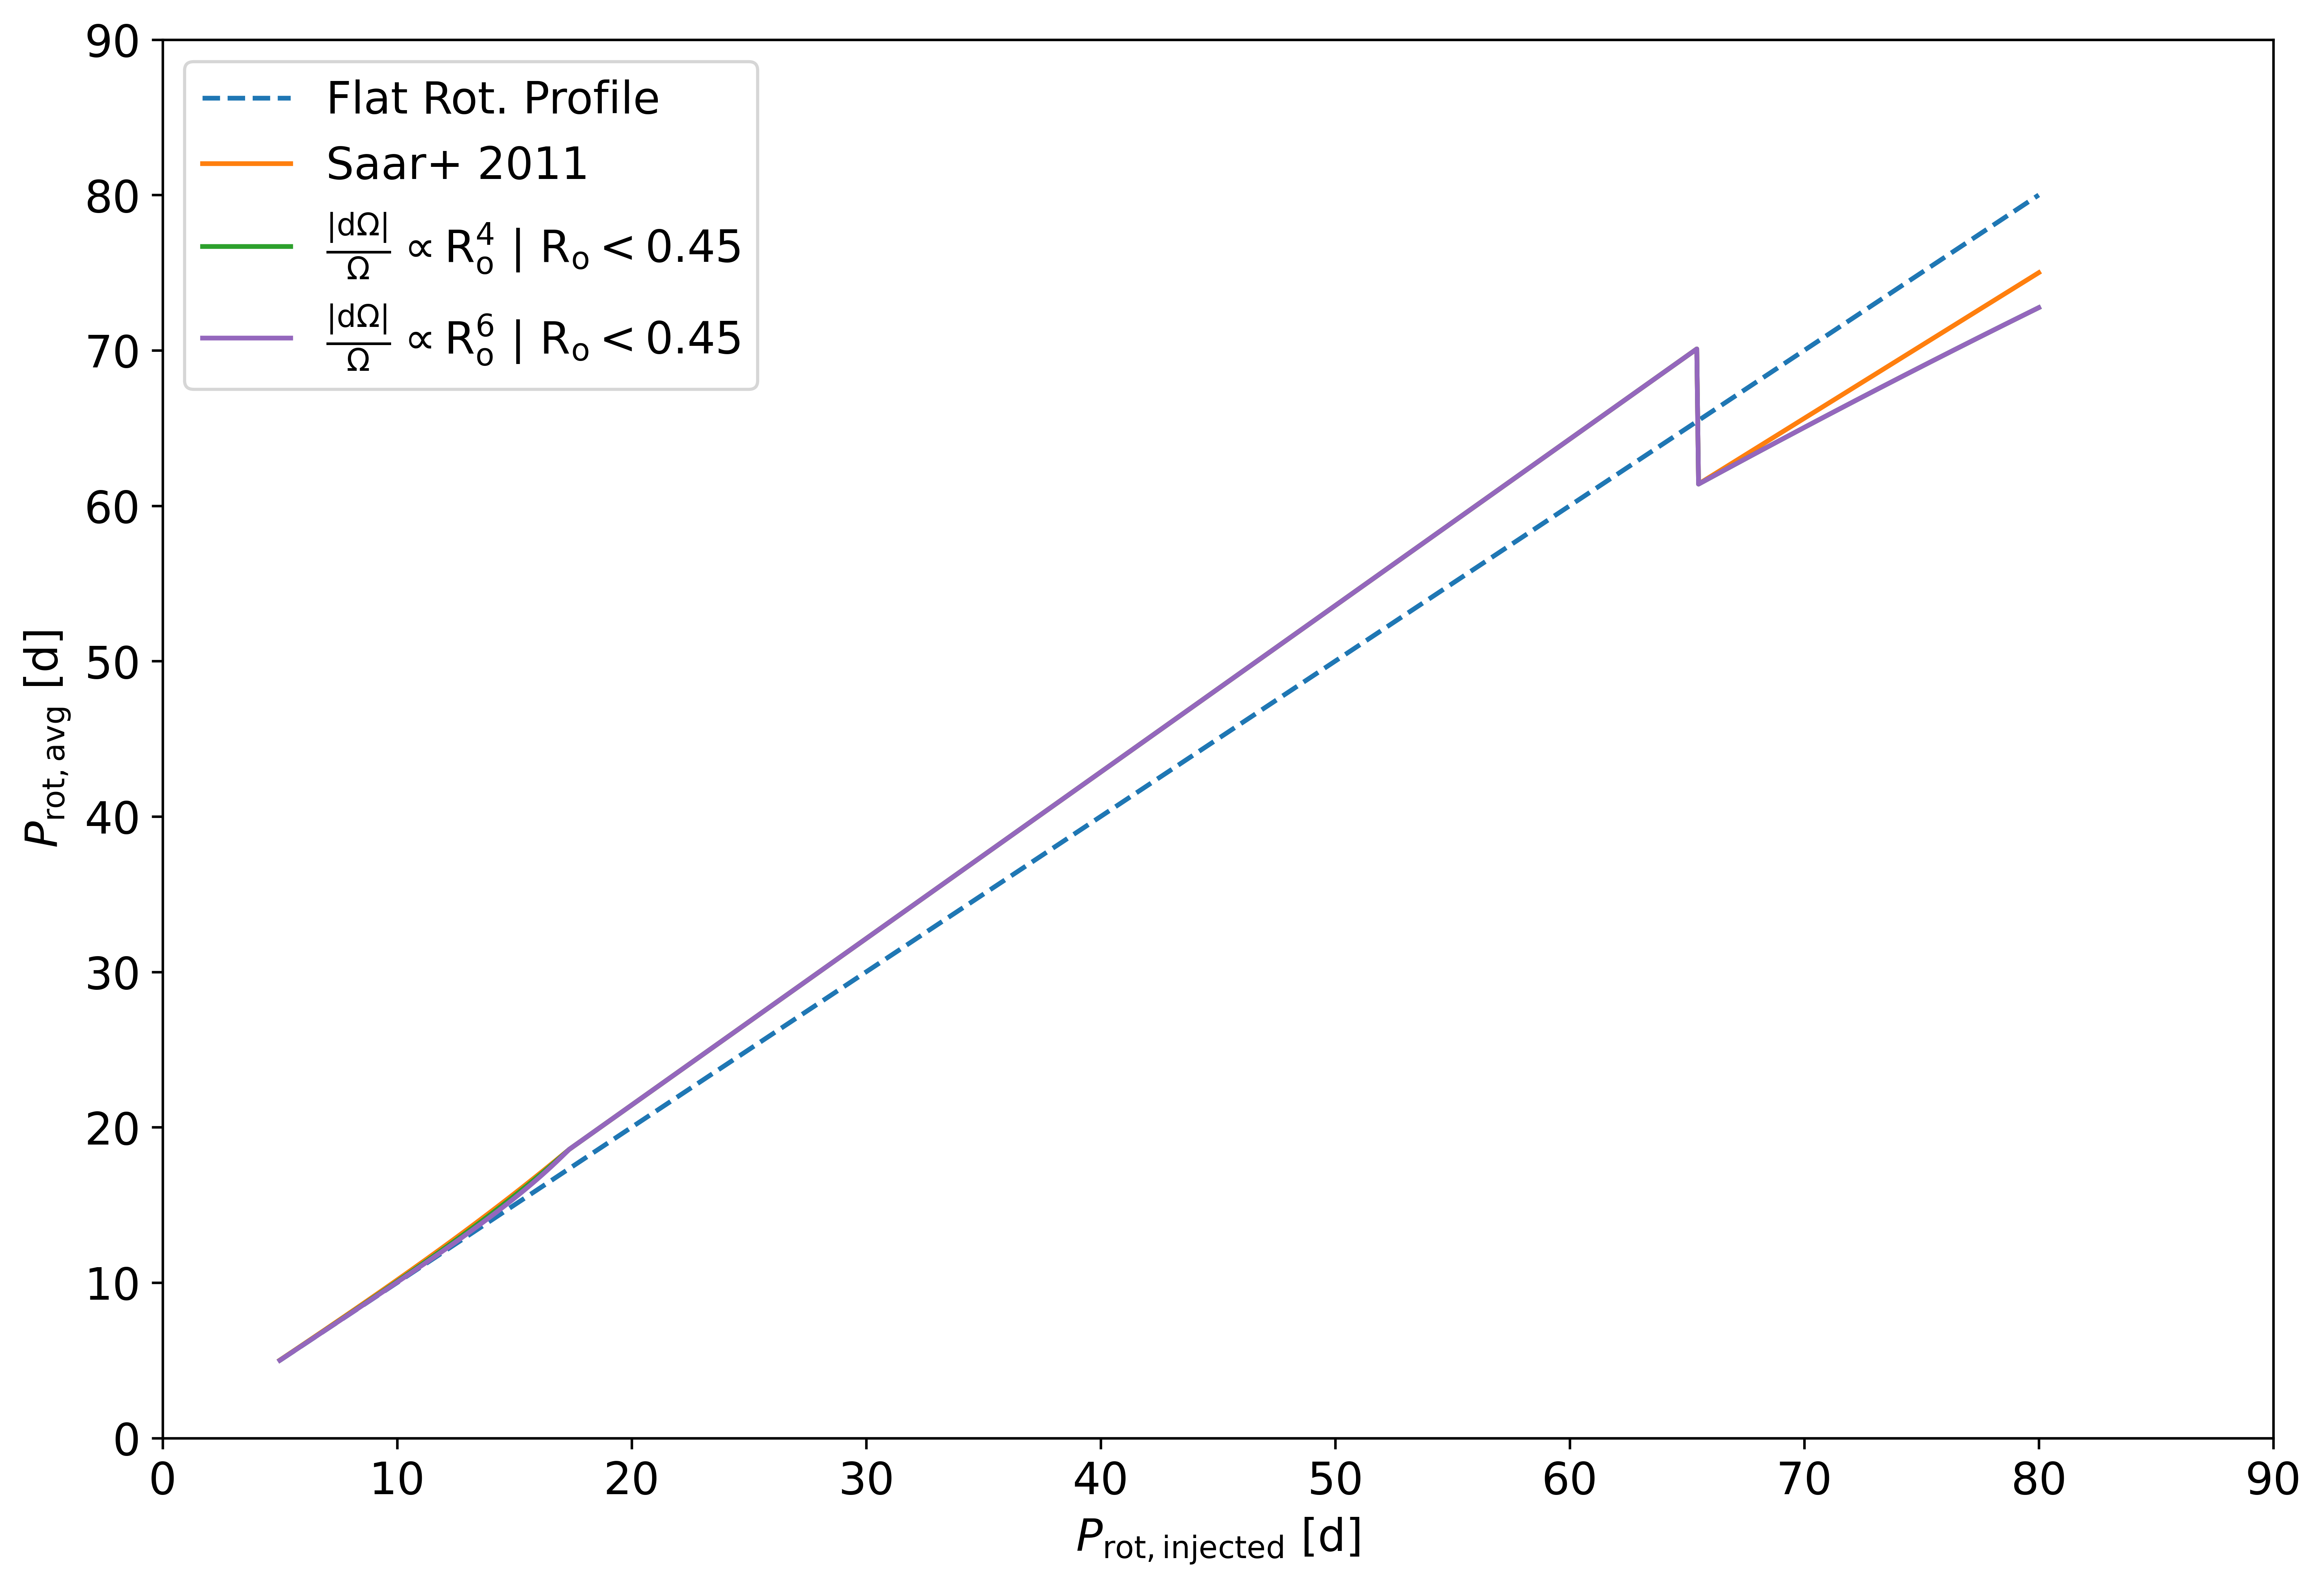 90
80
70
60
50
40
30
20
10
0
Flat Rot. Profile
Saar+ 2011
|dΩ|/Ω ∝ R_o^4 | R_o < 0.45
|dΩ|/Ω ∝ R_o^6 | R_o < 0.45
P_rot, avg [d]
0 10 20 30 40 50 60 70 80 90
P_rot, injected [d]